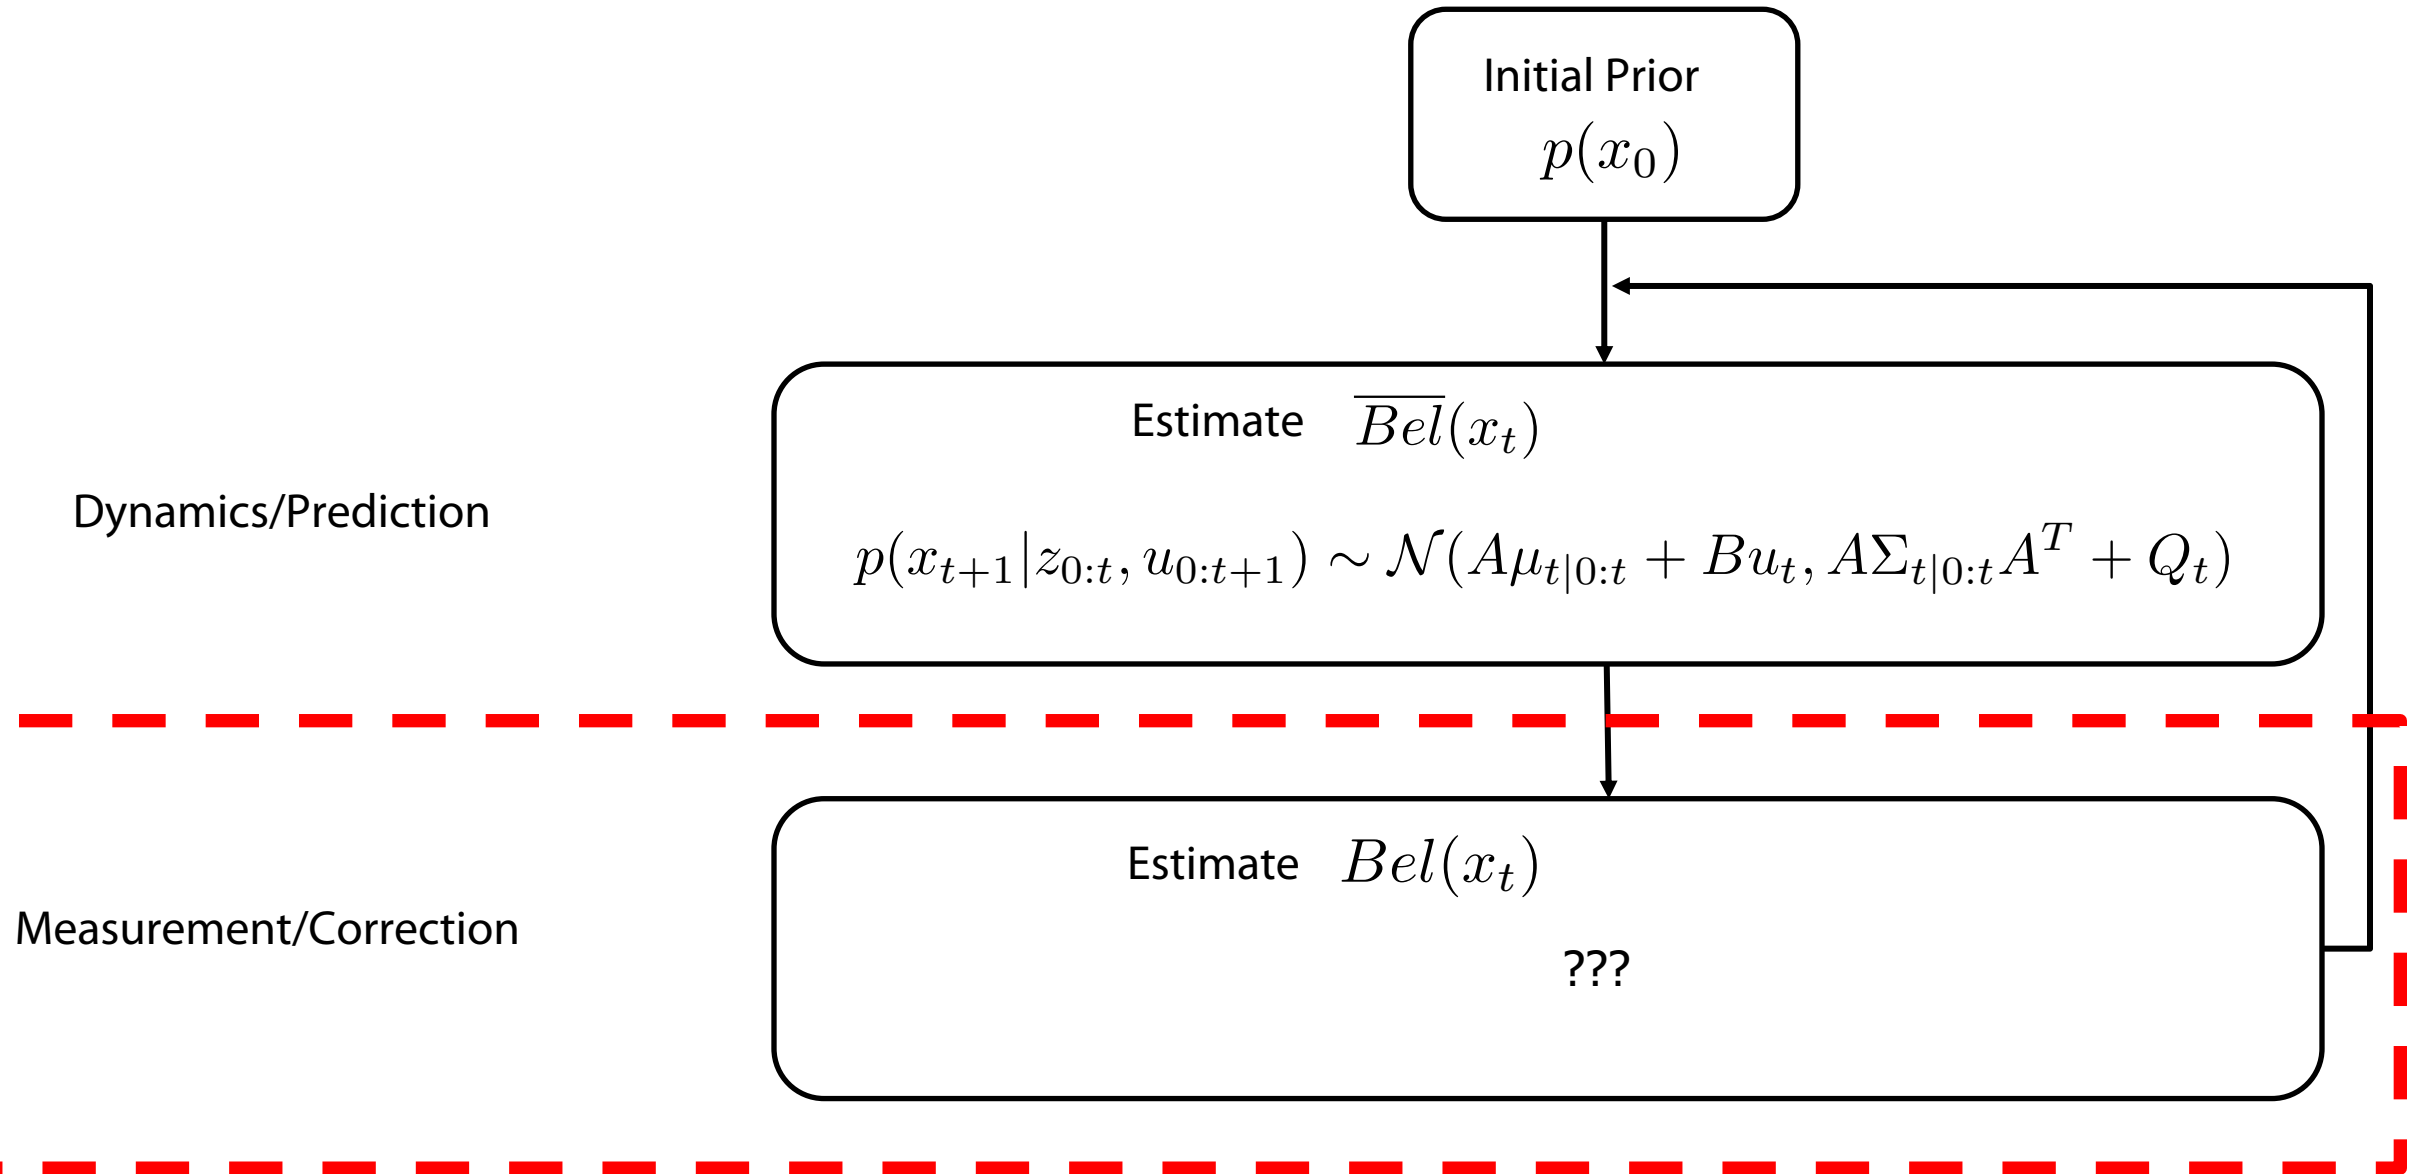 Initial Prior
$p(x_0)$
Estimate $\overline{Bel}(x_t)$
Dynamics/Prediction
$p(x_{t+1}|z_{0:t}, u_{0:t+1}) \sim \mathcal{N}(A\mu_{t|0:t} + Bu_t, A\Sigma_{t|0:t}A^T + Q_t)$
Estimate $Bel(x_t)$
Measurement/Correction
???